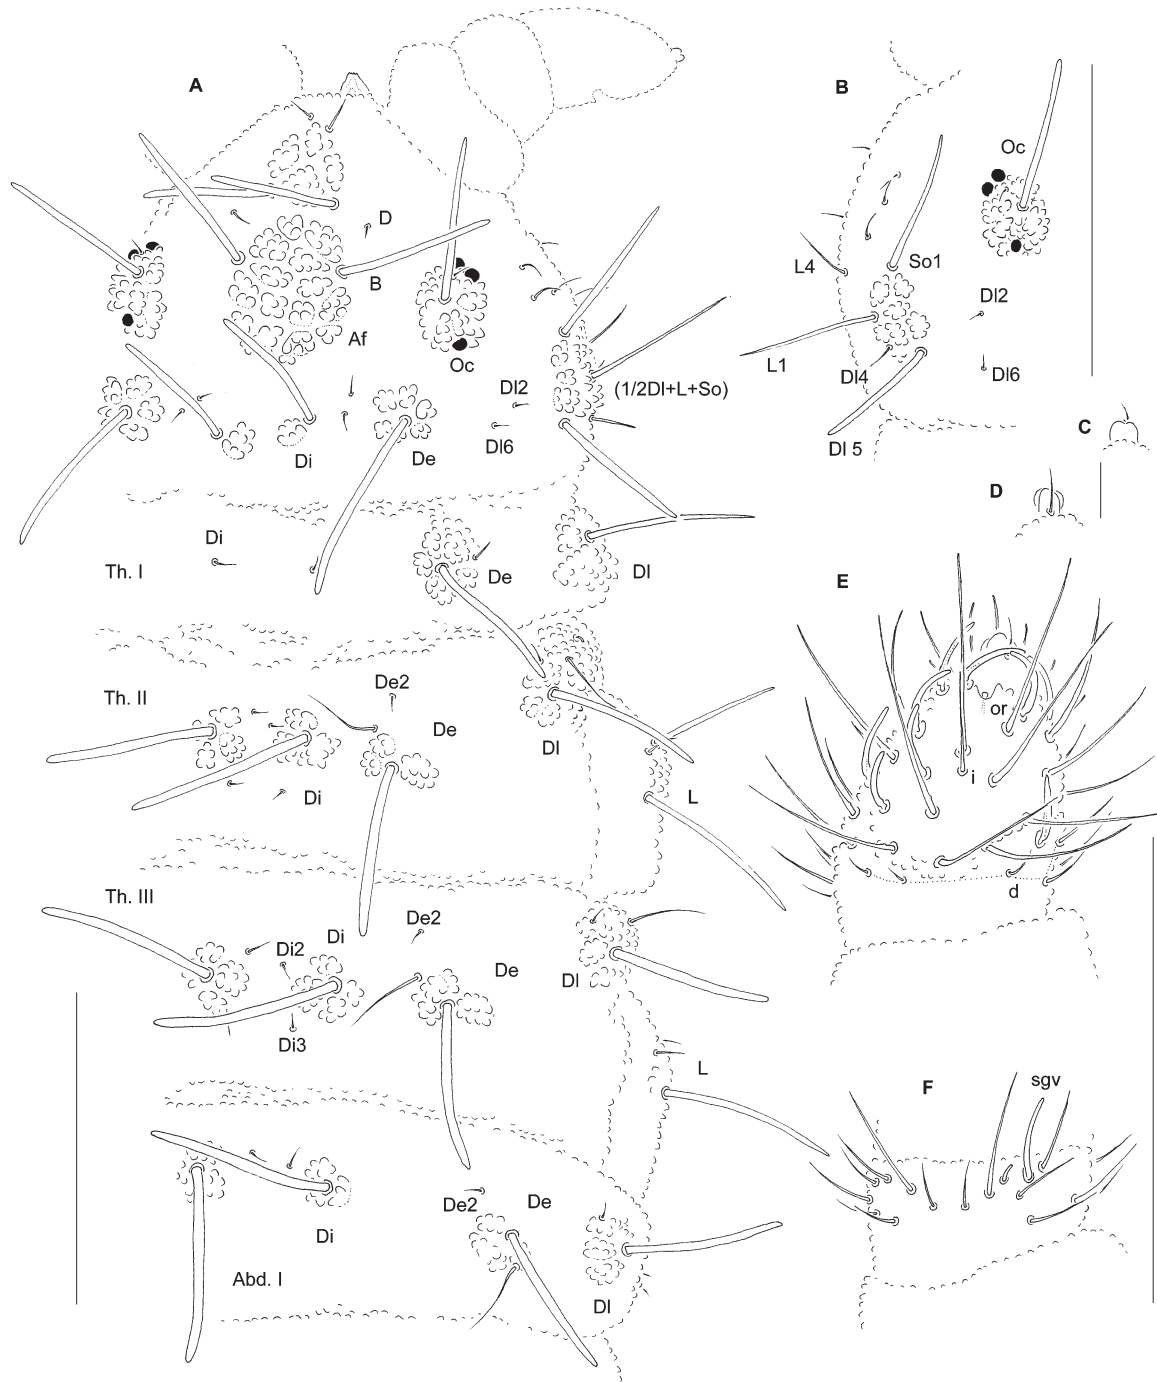 A
D
B
Af
Oc
Dl2
(1/2Dl+L+So)
Dl6
Di
De
Th. I
Di
De
Dl
Th. II
De2
De
Dl
Di
L
Th. III
De2
Di
Di2
De
Dl
Di3
L
De2
De
Di
Abd. I
Dl
B
Oc
So1
L4
Dl2
L1
Dl4
Dl6
Dl 5
C
D
E
or
i
d
F
sgv